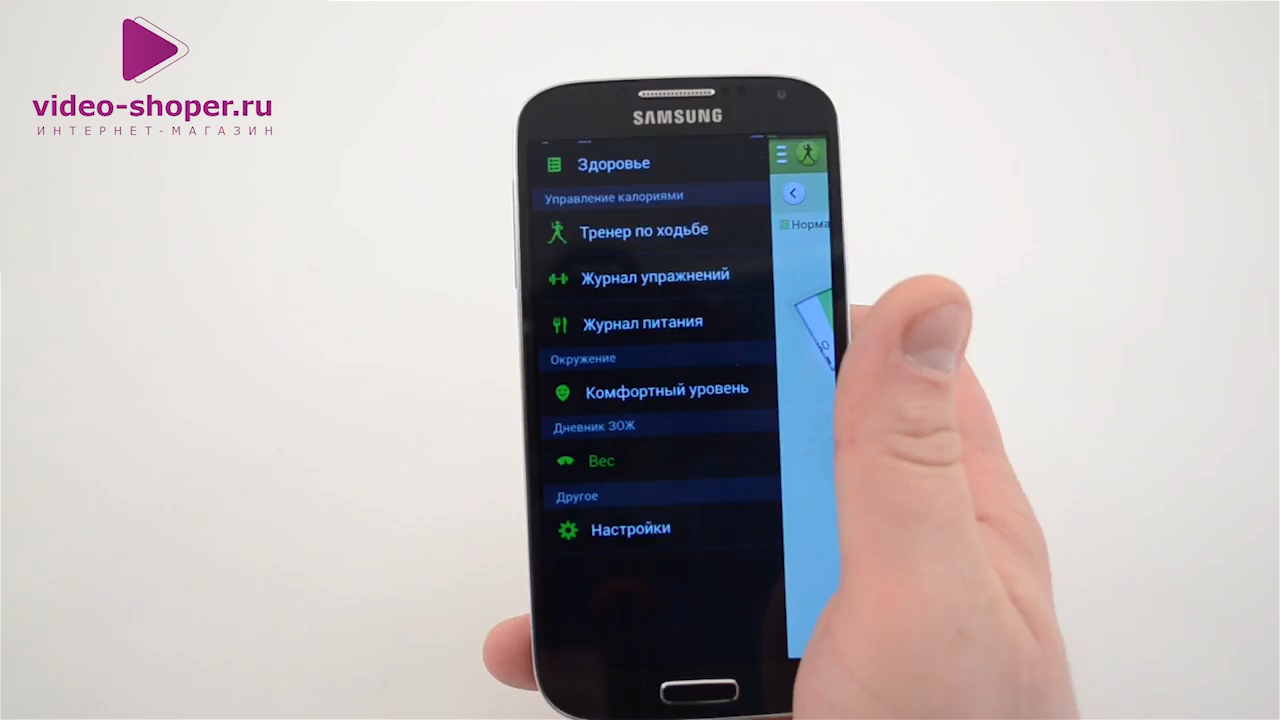 video-shoper.ru
ИНТЕРНЕТ-МАГАЗИН
SAMSUNG
Здоровье
Управление калориями
Тренер по ходьбе
Журнал упражнений
Журнал питания
Окружение
Комфортный уровень
Дневник ЗОЖ
Вес
Другое
Настройки
Норма